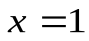 x = 1